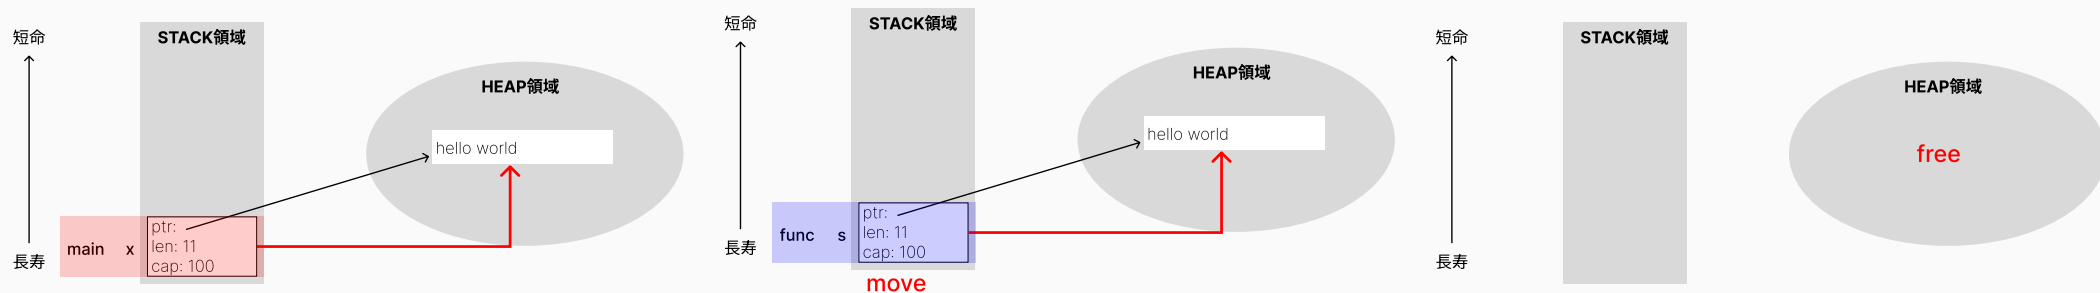 短命
STACK領域
HEAP領域
hello world
main x
ptr:
len: 11
cap: 100
長寿
短命
STACK領域
HEAP領域
hello world
func s
ptr:
len: 11
cap: 100
長寿
move
短命
STACK領域
HEAP領域
free
長寿